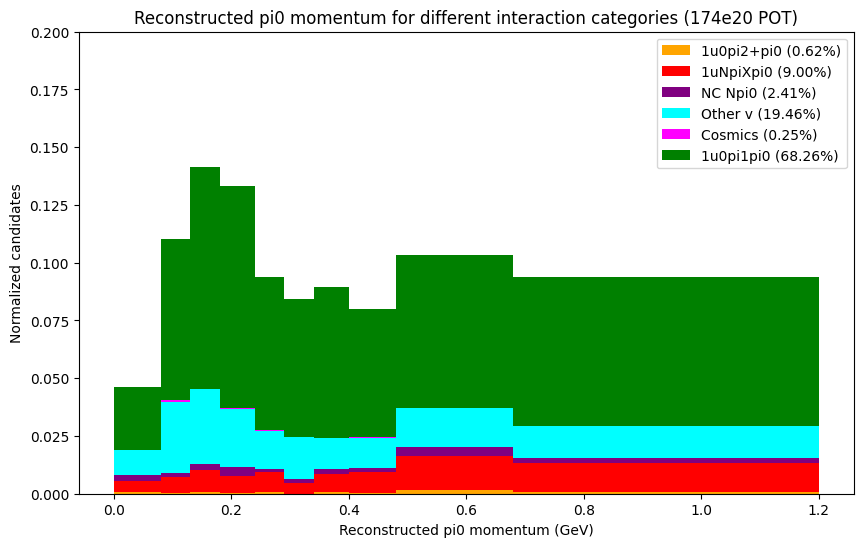 Reconstructed pi0 momentum for different interaction categories (174e20 POT)
0.200
0.175
0.150
0.125
0.100
0.075
0.050
0.025
0.000
Normalized candidates
1u0pi2+pi0 (0.62%)
1uNpiXpi0 (9.00%)
NC Npi0 (2.41%)
Other v (19.46%)
Cosmics (0.25%)
1u0pi1pi0 (68.26%)
0.0 0.2 0.4 0.6 0.8 1.0 1.2
Reconstructed pi0 momentum (GeV)